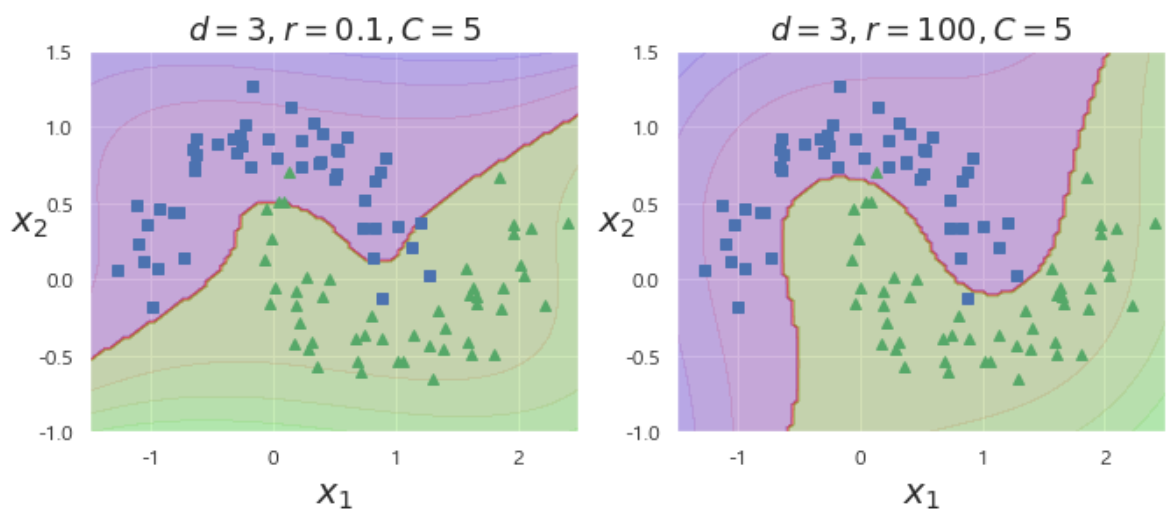 d = 3, r = 0.1, C = 5
1.5
1.0
0.5
0.0
-0.5
-1.0
x₂
-1 0 1 2
x₁
d = 3, r = 100, C = 5
1.5
1.0
0.5
0.0
-0.5
-1.0
x₂
-1 0 1 2
x₁